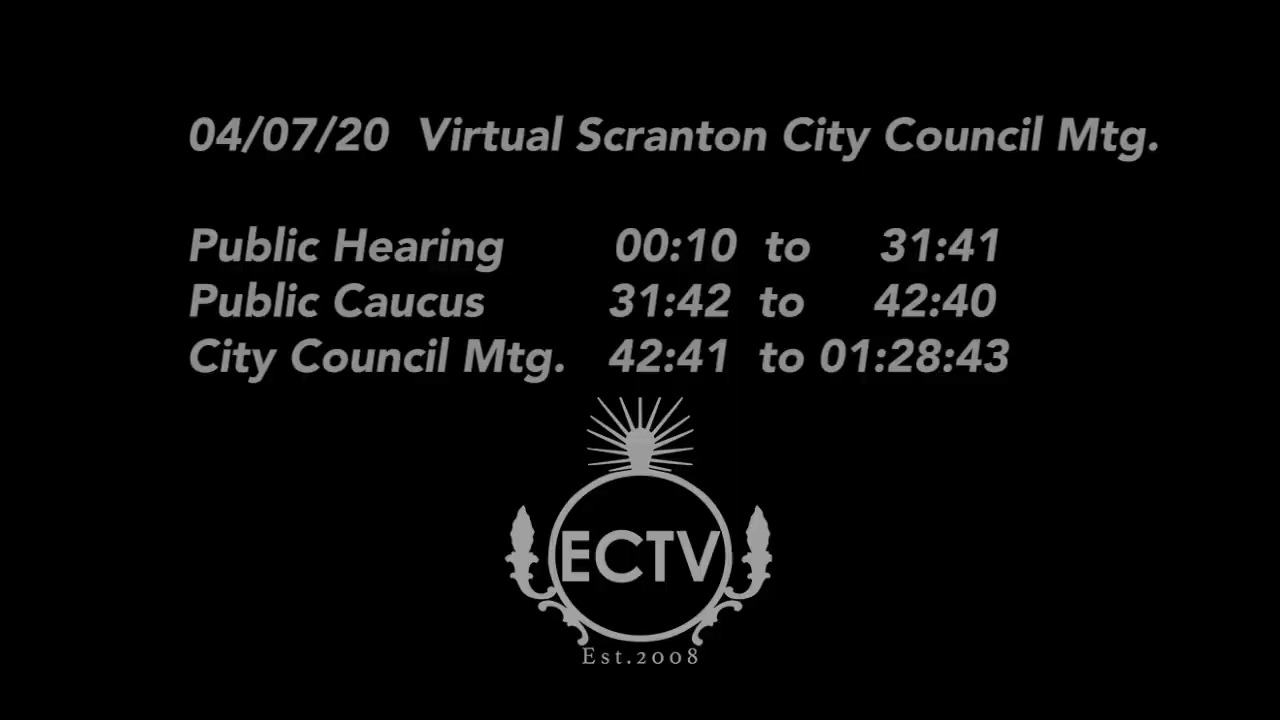 04/07/20 Virtual Scranton City Council Mtg.
Public Hearing 00:10 to 31:41
Public Caucus 31:42 to 42:40
City Council Mtg. 42:41 to 01:28:43
ECTV
Est.2008